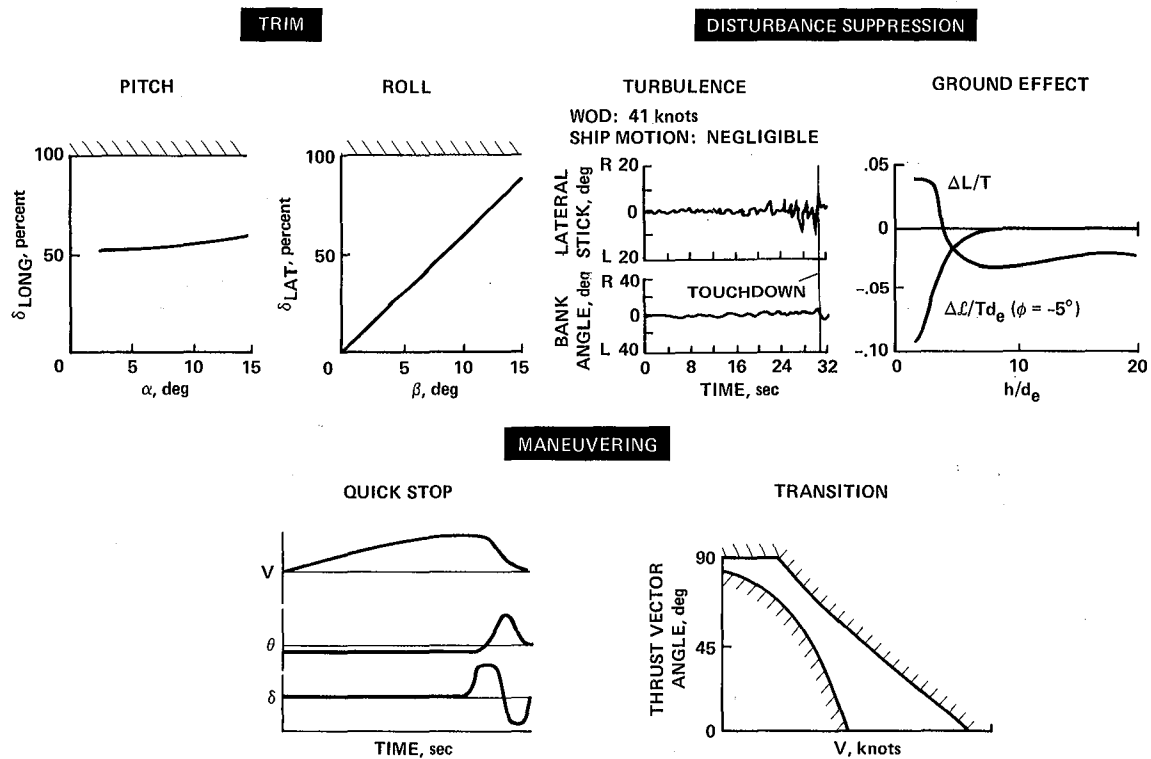 TRIM
DISTURBANCE SUPPRESSION
PITCH
ROLL
TURBULENCE
GROUND EFFECT
WOD: 41 knots
SHIP MOTION: NEGLIGIBLE
δLONG, percent
100
50
0
5
10
15
α, deg
δLAT, percent
100
50
0
5
10
15
β, deg
LATERAL
STICK, deg
R 20
0
L 20
BANK
ANGLE, deg
R 40
0
L 40
TOUCHDOWN
0
8
16
24
32
TIME, sec
.05
0
-.05
-.10
ΔL/T
Δℒ/Tde (ϕ = -5°)
0
10
20
h/de
MANEUVERING
QUICK STOP
TRANSITION
V
θ
δ
TIME, sec
THRUST VECTOR
ANGLE, deg
90
45
0
V, knots